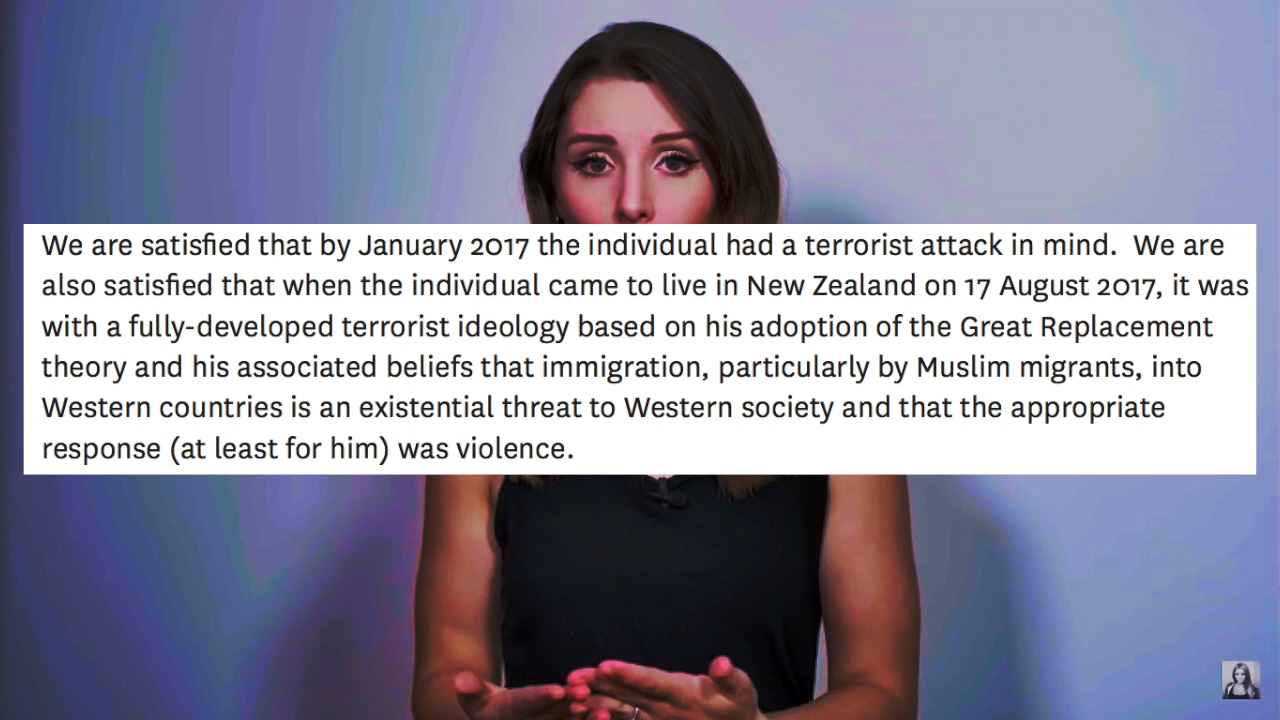 We are satisfied that by January 2017 the individual had a terrorist attack in mind.  We are
also satisfied that when the individual came to live in New Zealand on 17 August 2017, it was
with a fully-developed terrorist ideology based on his adoption of the Great Replacement
theory and his associated beliefs that immigration, particularly by Muslim migrants, into
Western countries is an existential threat to Western society and that the appropriate
response (at least for him) was violence.